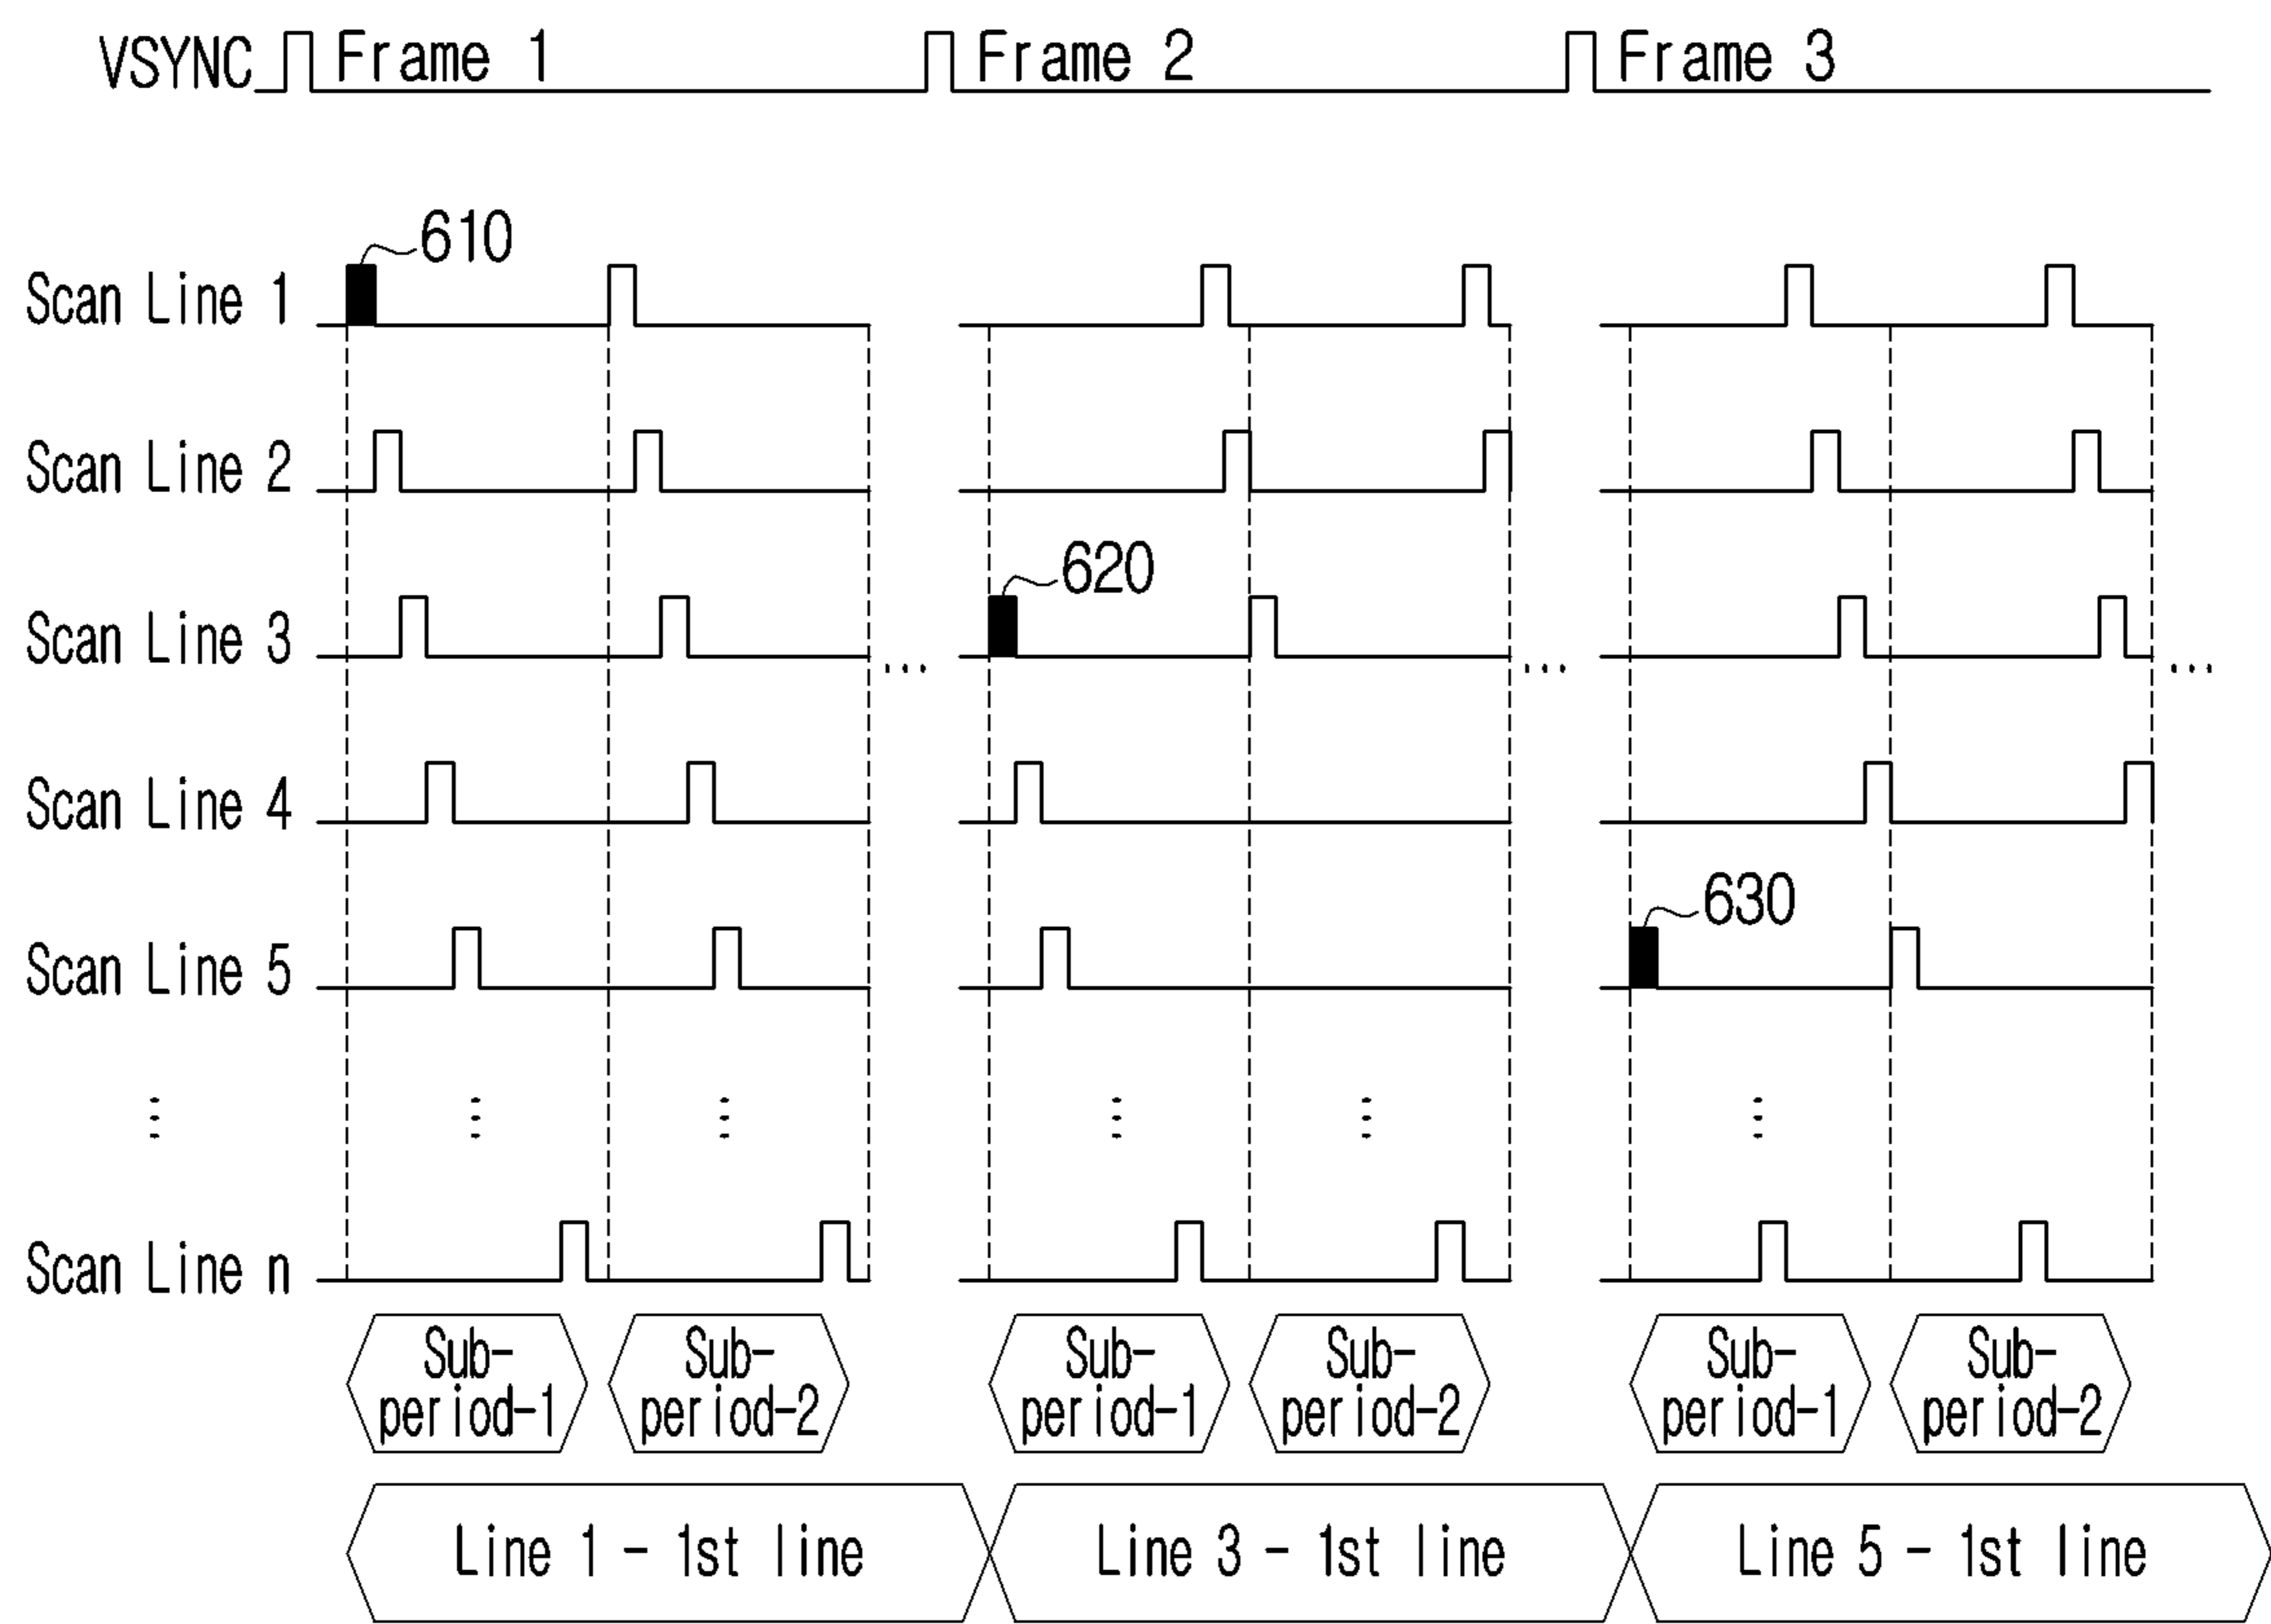 VSYNC Frame 1 Frame 2 Frame 3
610
Scan Line 1
Scan Line 2
620
Scan Line 3
...
...
...
Scan Line 4
630
Scan Line 5
Scan Line n
Sub-period-1 Sub-period-2 Sub-period-1 Sub-period-2 Sub-period-1 Sub-period-2
Line 1 - 1st line Line 3 - 1st line Line 5 - 1st line